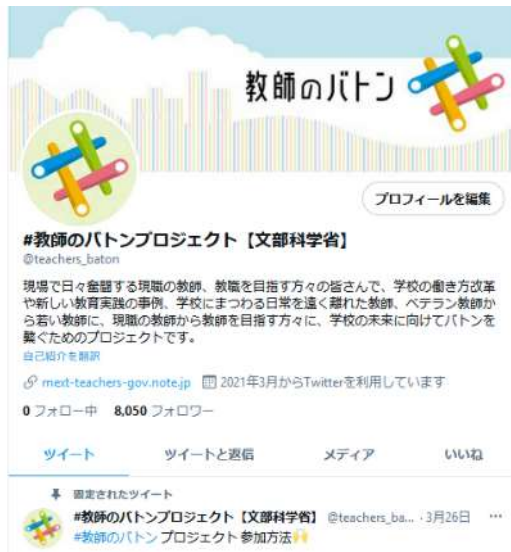 教師のバトン
プロフィールを編集
#教師のバトンプロジェクト【文部科学省】
@teachers_baton
現場で日々奮闘する現職の教師、教職を目指す方々の皆さんで、学校の働き方改革
や新しい教育実践の事例、学校にまつわる日常を遠く離れた教師、ベテラン教師か
ら若い教師に、現職の教師から教師を目指す方々に、学校の未来に向けてバトンを
繋ぐためのプロジェクトです。
自己紹介を翻訳
mext-teachers-gov.note.jp 2021年3月からTwitterを利用しています
0 フォロー中 8,050 フォロワー
ツイート ツイートと返信 メディア いいね
固定されたツイート
#教師のバトンプロジェクト【文部科学省】 @teachers_ba... ·3月26日 ···
#教師のバトン プロジェクト 参加方法🙌